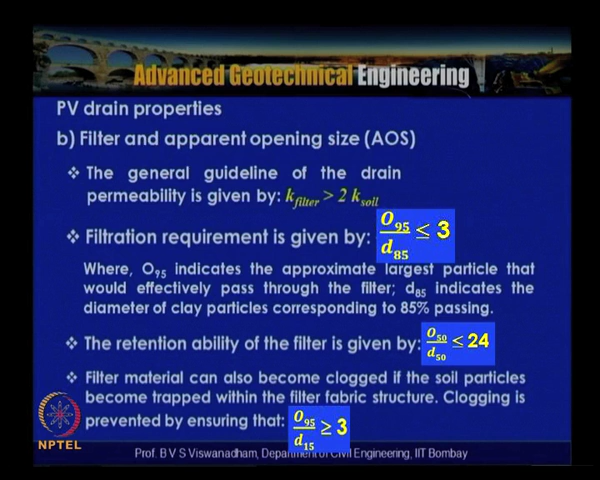 Advanced Geotechnical Engineering
PV drain properties
b) Filter and apparent opening size (AOS)
❖ The general guideline of the drain
permeability is given by: k_filter > 2 k_soil
❖ Filtration requirement is given by: O₉₅/d₈₅ ≤ 3
Where, O₉₅ indicates the approximate largest particle that
would effectively pass through the filter; d₈₅ indicates the
diameter of clay particles corresponding to 85% passing.
❖ The retention ability of the filter is given by: O₅₀/d₅₀ ≤ 24
❖ Filter material can also become clogged if the soil particles
become trapped within the filter fabric structure. Clogging is
prevented by ensuring that: O₉₅/d₁₅ ≥ 3
NPTEL
Prof. B V S Viswanadham, Department of Civil Engineering, IIT Bombay